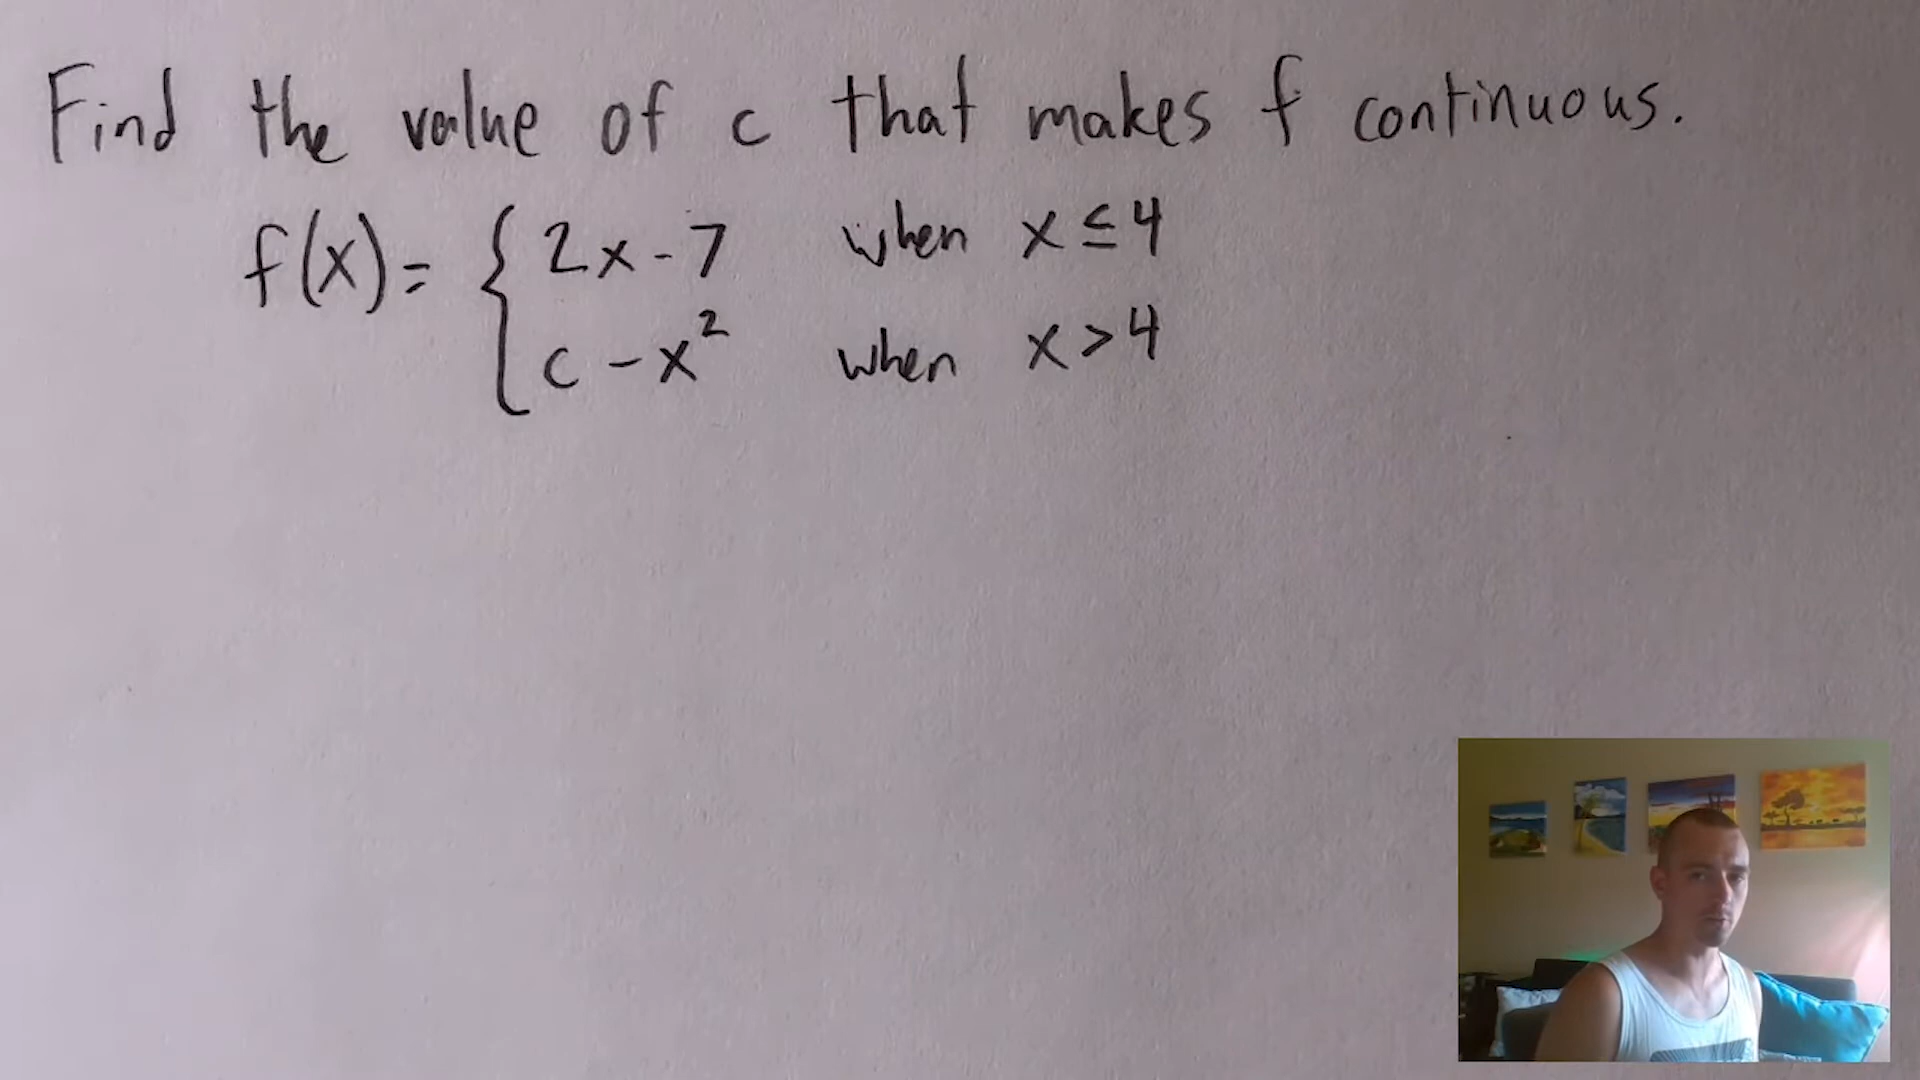 Find the value of c that makes f continuous.
f(x) = { 2x - 7 when x ≤ 4
c - x² when x > 4